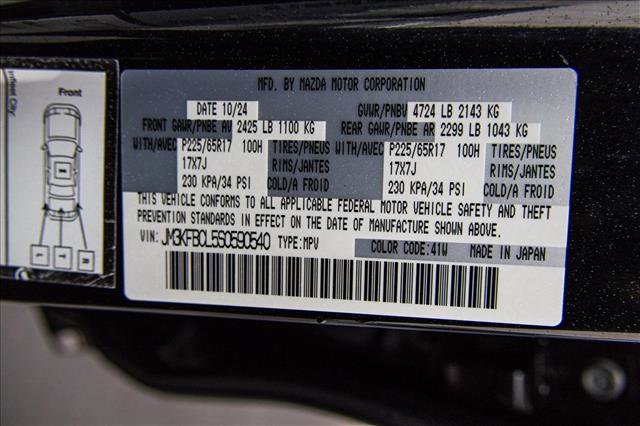 Front
MFD. BY MAZDA MOTOR CORPORATION
DATE 10/24 GVWR/PNBV 4724 LB 2143 KG
FRONT GAWR/PNBE AV 2425 LB 1100 KG REAR GAWR/PNBE AR 2299 LB 1043 KG
WITH/AVEC P225/65R17 100H TIRES/PNEUS WITH/AVEC P225/65R17 100H TIRES/PNEUS
17X7J RIMS/JANTES 17X7J RIMS/JANTES
230 KPA/34 PSI COLD/A FROID 230 KPA/34 PSI COLD/A FROID
THIS VEHICLE CONFORMS TO ALL APPLICABLE FEDERAL MOTOR VEHICLE SAFETY AND THEFT
PREVENTION STANDARDS IN EFFECT ON THE DATE OF MANUFACTURE SHOWN ABOVE.
VIN: JM3KFBCL5S0590540 TYPE:MPV COLOR CODE:41W MADE IN JAPAN